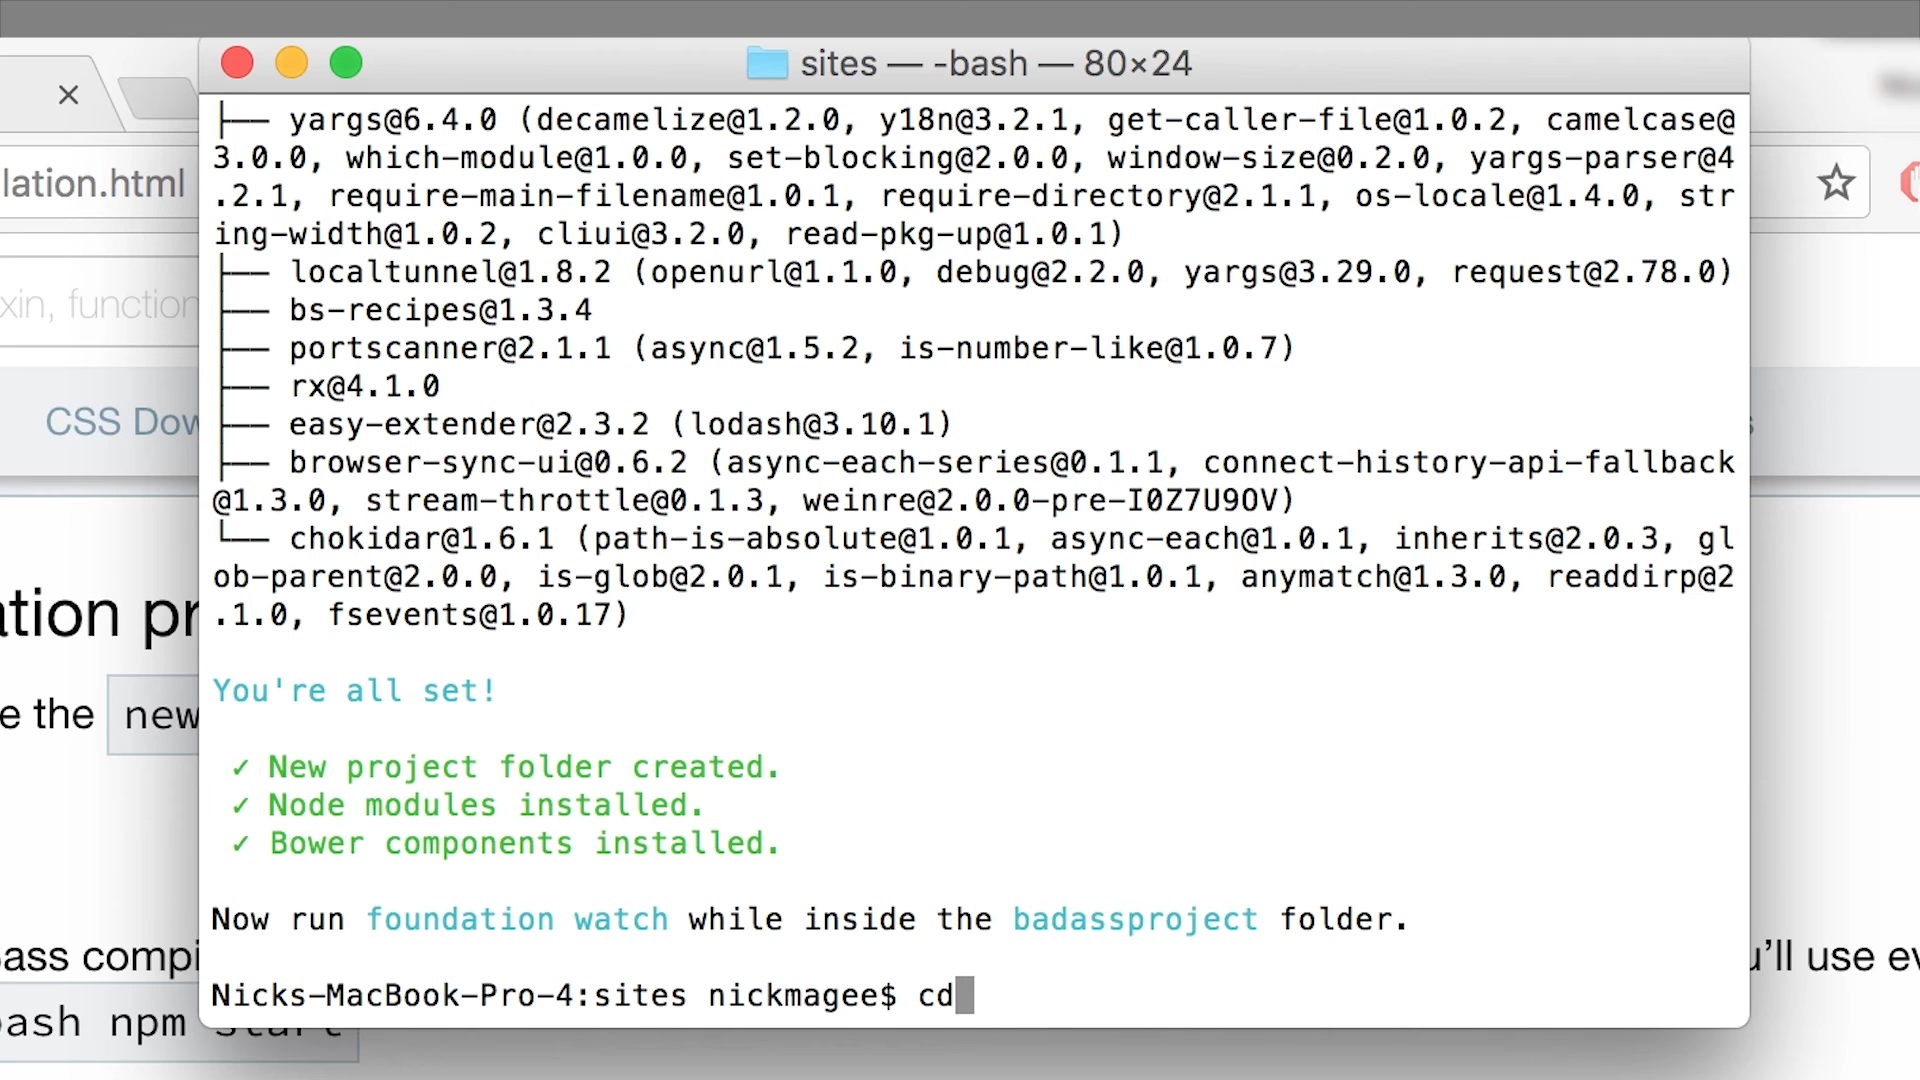 sites — -bash — 80×24
├── yargs@6.4.0 (decamelize@1.2.0, y18n@3.2.1, get-caller-file@1.0.2, camelcase@
3.0.0, which-module@1.0.0, set-blocking@2.0.0, window-size@0.2.0, yargs-parser@4
.2.1, require-main-filename@1.0.1, require-directory@2.1.1, os-locale@1.4.0, str
ing-width@1.0.2, cliui@3.2.0, read-pkg-up@1.0.1)
├── localtunnel@1.8.2 (openurl@1.1.0, debug@2.2.0, yargs@3.29.0, request@2.78.0)
├── bs-recipes@1.3.4
├── portscanner@2.1.1 (async@1.5.2, is-number-like@1.0.7)
├── rx@4.1.0
├── easy-extender@2.3.2 (lodash@3.10.1)
├── browser-sync-ui@0.6.2 (async-each-series@0.1.1, connect-history-api-fallback
@1.3.0, stream-throttle@0.1.3, weinre@2.0.0-pre-I0Z7U9OV)
└── chokidar@1.6.1 (path-is-absolute@1.0.1, async-each@1.0.1, inherits@2.0.3, gl
ob-parent@2.0.0, is-glob@2.0.1, is-binary-path@1.0.1, anymatch@1.3.0, readdirp@2
.1.0, fsevents@1.0.17)
You're all set!
✓ New project folder created.
✓ Node modules installed.
✓ Bower components installed.
Now run foundation watch while inside the badassproject folder.
Nicks-MacBook-Pro-4:sites nickmagee$ cd
lation.html
xin, function
CSS Dow
ation pr
e the new
ass compi
u'll use ev
ash npm start